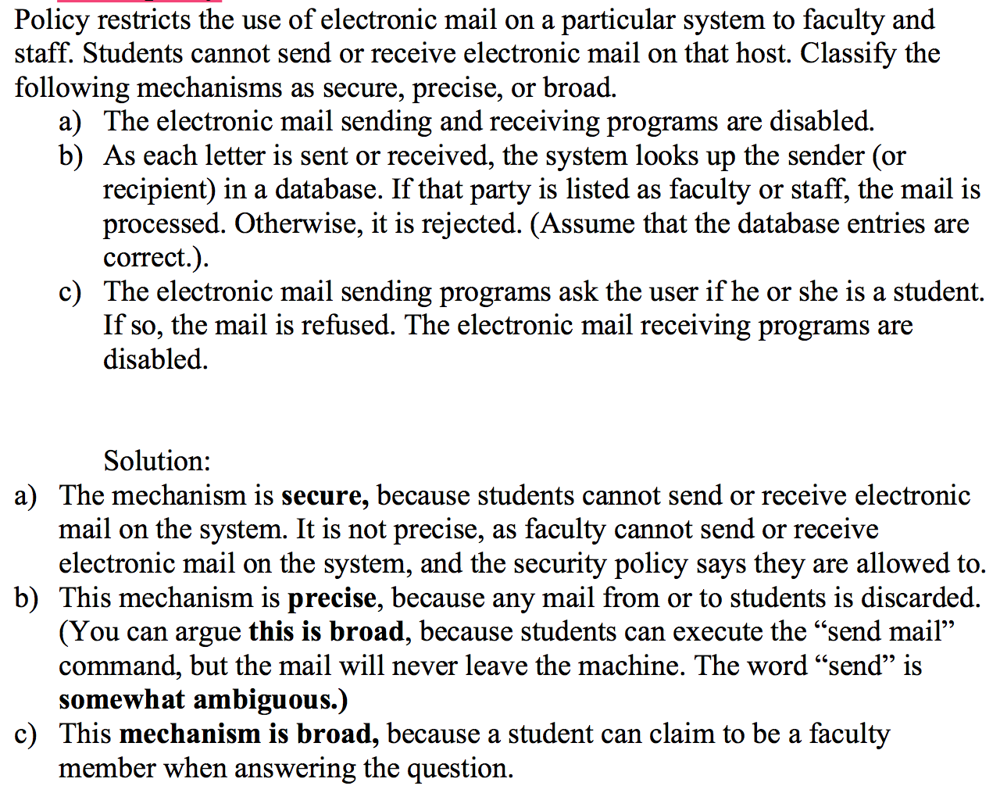 Policy restricts the use of electronic mail on a particular system to faculty and
staff. Students cannot send or receive electronic mail on that host. Classify the
following mechanisms as secure, precise, or broad.
a) The electronic mail sending and receiving programs are disabled.
b) As each letter is sent or received, the system looks up the sender (or
recipient) in a database. If that party is listed as faculty or staff, the mail is
processed. Otherwise, it is rejected. (Assume that the database entries are
correct.).
c) The electronic mail sending programs ask the user if he or she is a student.
If so, the mail is refused. The electronic mail receiving programs are
disabled.
Solution:
a) The mechanism is secure, because students cannot send or receive electronic
mail on the system. It is not precise, as faculty cannot send or receive
electronic mail on the system, and the security policy says they are allowed to.
b) This mechanism is precise, because any mail from or to students is discarded.
(You can argue this is broad, because students can execute the “send mail”
command, but the mail will never leave the machine. The word “send” is
somewhat ambiguous.)
c) This mechanism is broad, because a student can claim to be a faculty
member when answering the question.